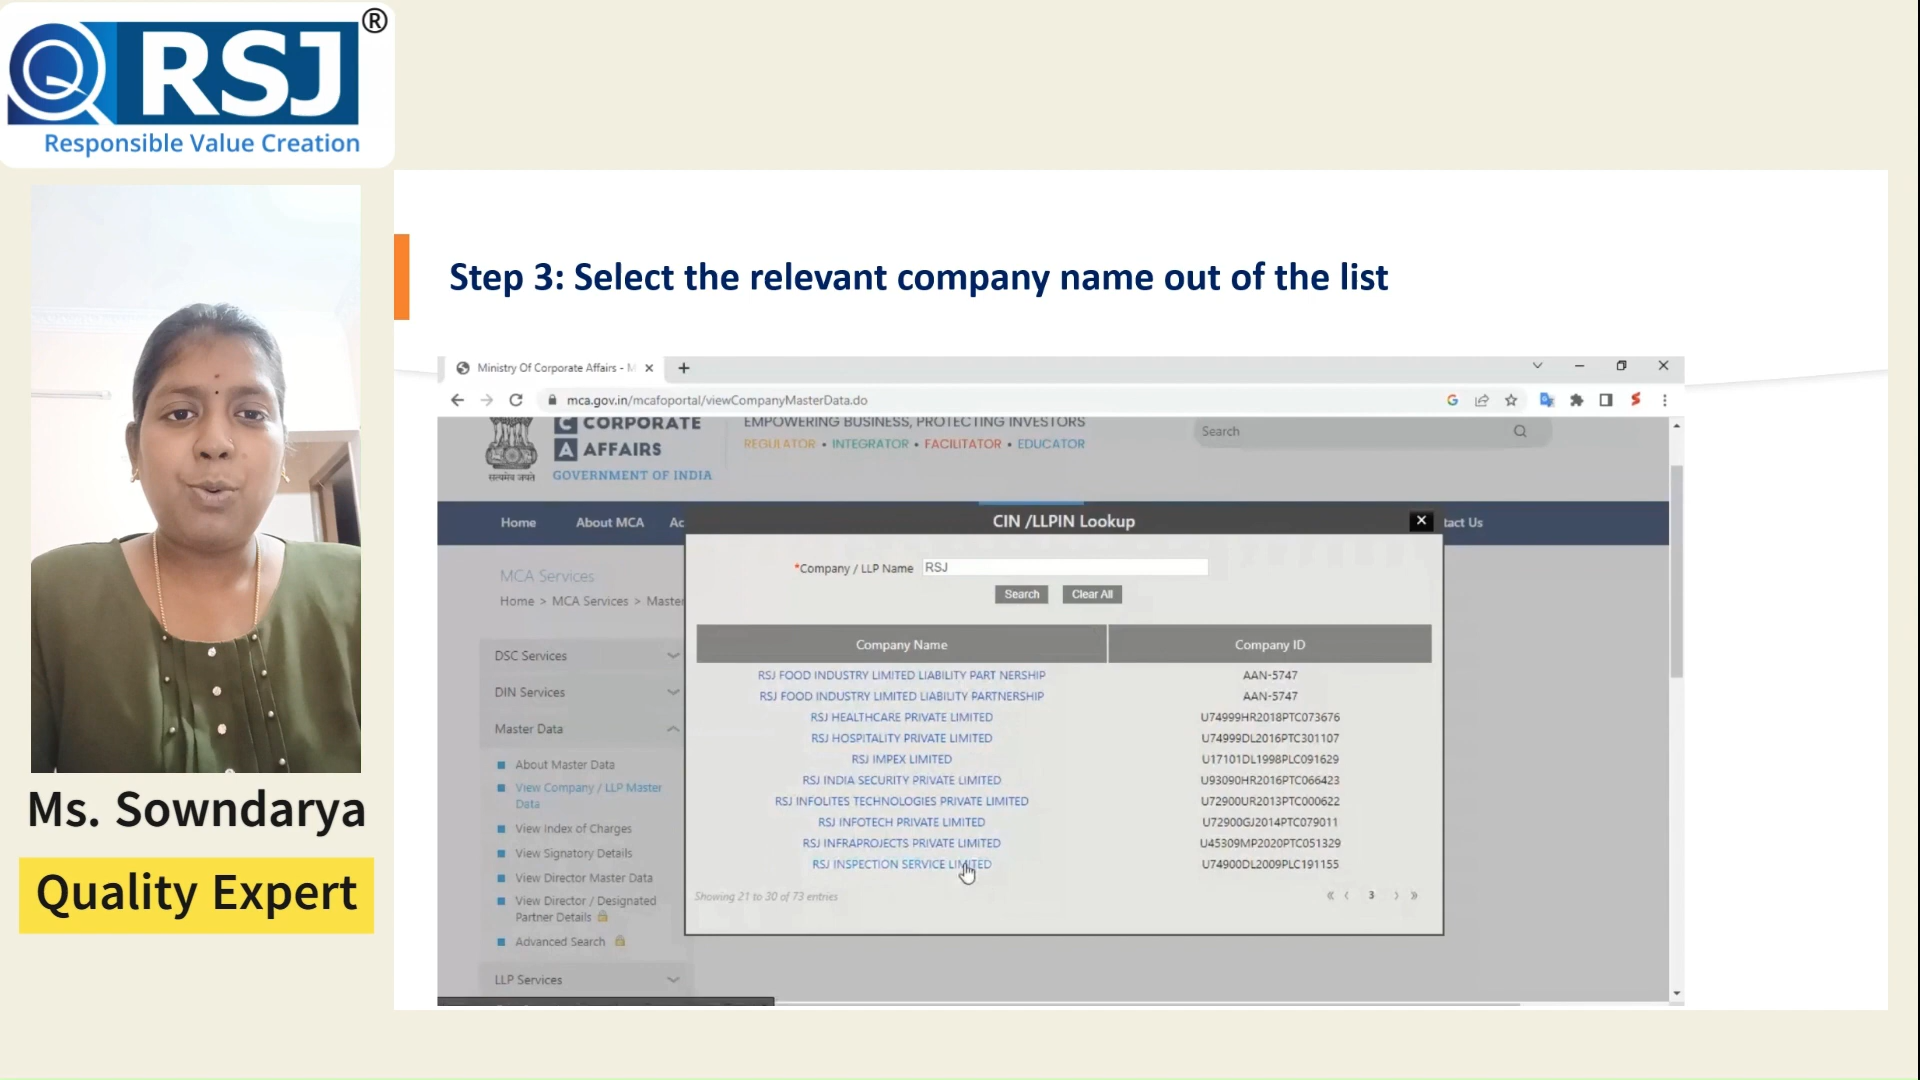 RSJ®
Responsible Value Creation
Ms. Sowndarya
Quality Expert
Step 3: Select the relevant company name out of the list
Ministry Of Corporate Affairs - M
mca.gov.in/mcafoportal/viewCompanyMasterData.do
CORPORATE
AFFAIRS
सत्यमेव जयते
GOVERNMENT OF INDIA
EMPOWERING BUSINESS, PROTECTING INVESTORS
REGULATOR • INTEGRATOR • FACILITATOR • EDUCATOR
Search
Home About MCA Ac tact Us
MCA Services
Home > MCA Services > Master
DSC Services
DIN Services
Master Data
About Master Data
View Company / LLP Master
Data
View Index of Charges
View Signatory Details
View Director Master Data
View Director / Designated
Partner Details
Advanced Search
LLP Services
CIN /LLPIN Lookup
*Company / LLP Name RSJ
Search Clear All
Company Name Company ID
RSJ FOOD INDUSTRY LIMITED LIABILITY PART NERSHIP AAN-5747
RSJ FOOD INDUSTRY LIMITED LIABILITY PARTNERSHIP AAN-5747
RSJ HEALTHCARE PRIVATE LIMITED U74999HR2018PTC073676
RSJ HOSPITALITY PRIVATE LIMITED U74999DL2016PTC301107
RSJ IMPEX LIMITED U17101DL1998PLC091629
RSJ INDIA SECURITY PRIVATE LIMITED U93090HR2016PTC066423
RSJ INFOLITES TECHNOLOGIES PRIVATE LIMITED U72900UR2013PTC000622
RSJ INFOTECH PRIVATE LIMITED U72900GJ2014PTC079011
RSJ INFRAPROJECTS PRIVATE LIMITED U45309MP2020PTC051329
RSJ INSPECTION SERVICE LIMITED U74900DL2009PLC191155
Showing 21 to 30 of 73 entries
« ‹ 3 › »